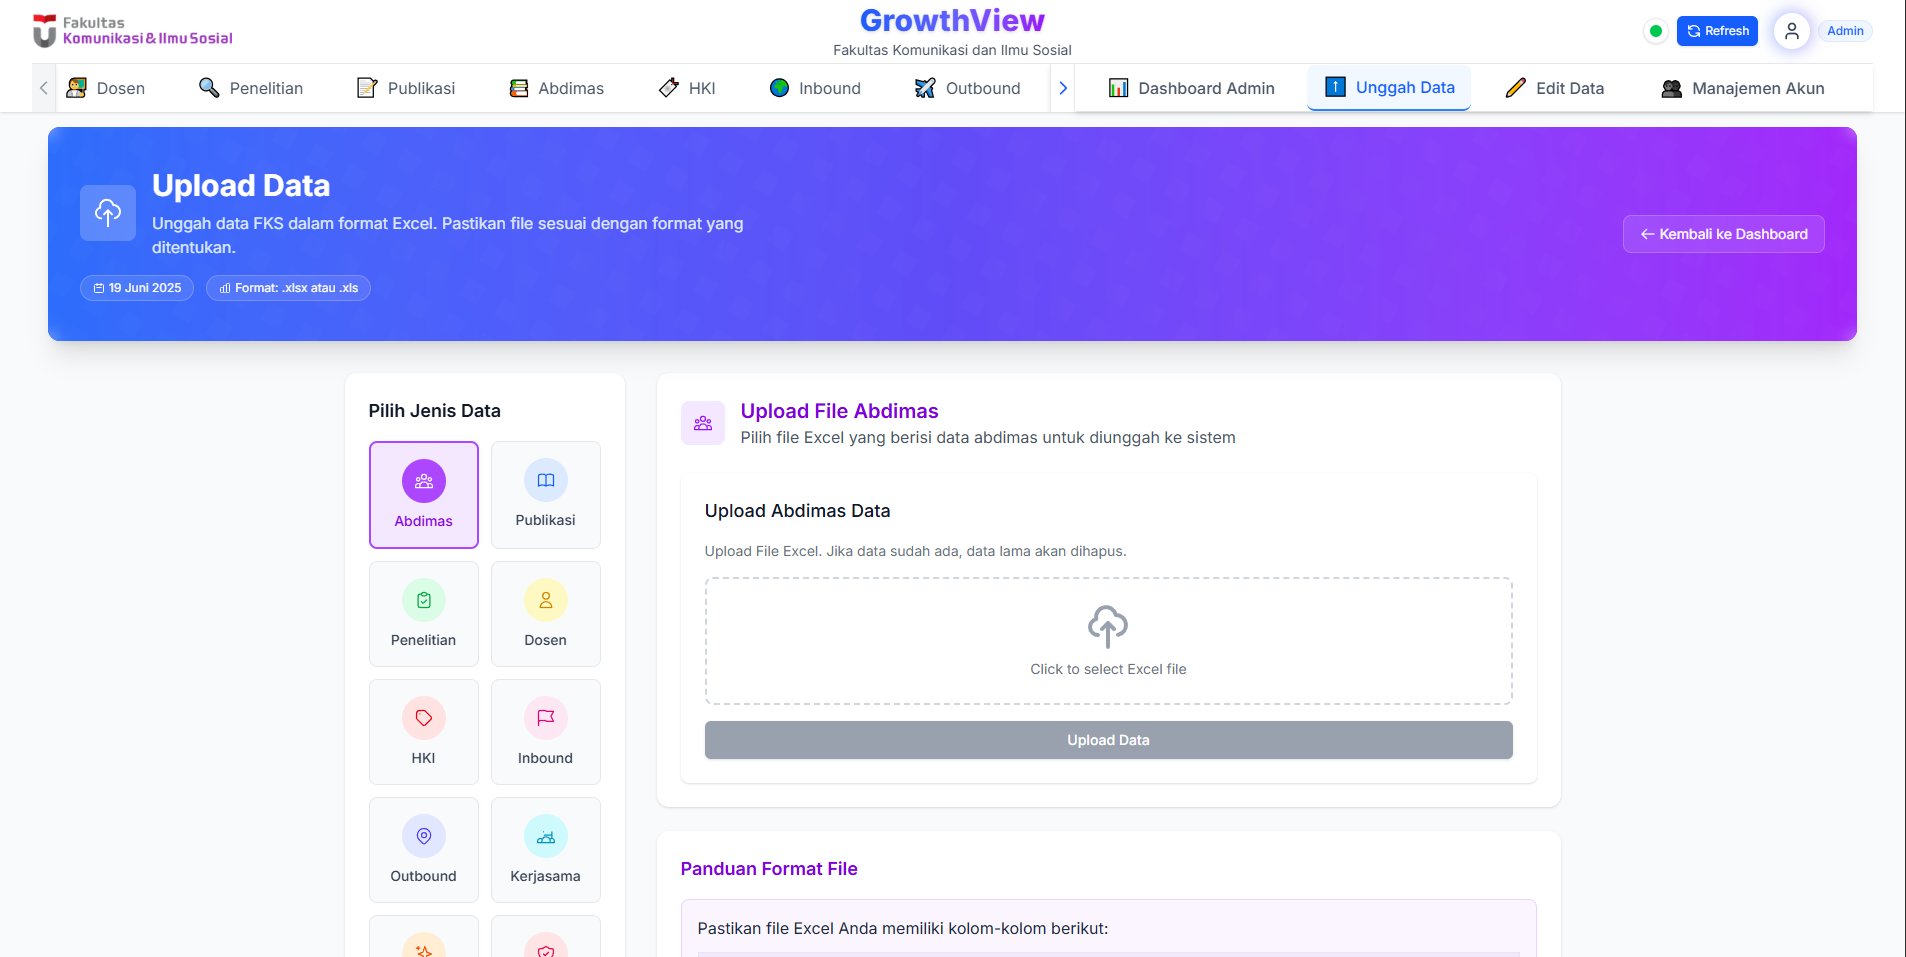 Fakultas
Komunikasi & Ilmu Sosial
GrowthView
Fakultas Komunikasi dan Ilmu Sosial
Refresh
Admin
Dosen
Penelitian
Publikasi
Abdimas
HKI
Inbound
Outbound
Dashboard Admin
Unggah Data
Edit Data
Manajemen Akun
Upload Data
Unggah data FKS dalam format Excel. Pastikan file sesuai dengan format yang
ditentukan.
19 Juni 2025
Format: .xlsx atau .xls
Kembali ke Dashboard
Pilih Jenis Data
Abdimas
Publikasi
Penelitian
Dosen
HKI
Inbound
Outbound
Kerjasama
Upload File Abdimas
Pilih file Excel yang berisi data abdimas untuk diunggah ke sistem
Upload Abdimas Data
Upload File Excel. Jika data sudah ada, data lama akan dihapus.
Click to select Excel file
Upload Data
Panduan Format File
Pastikan file Excel Anda memiliki kolom-kolom berikut: